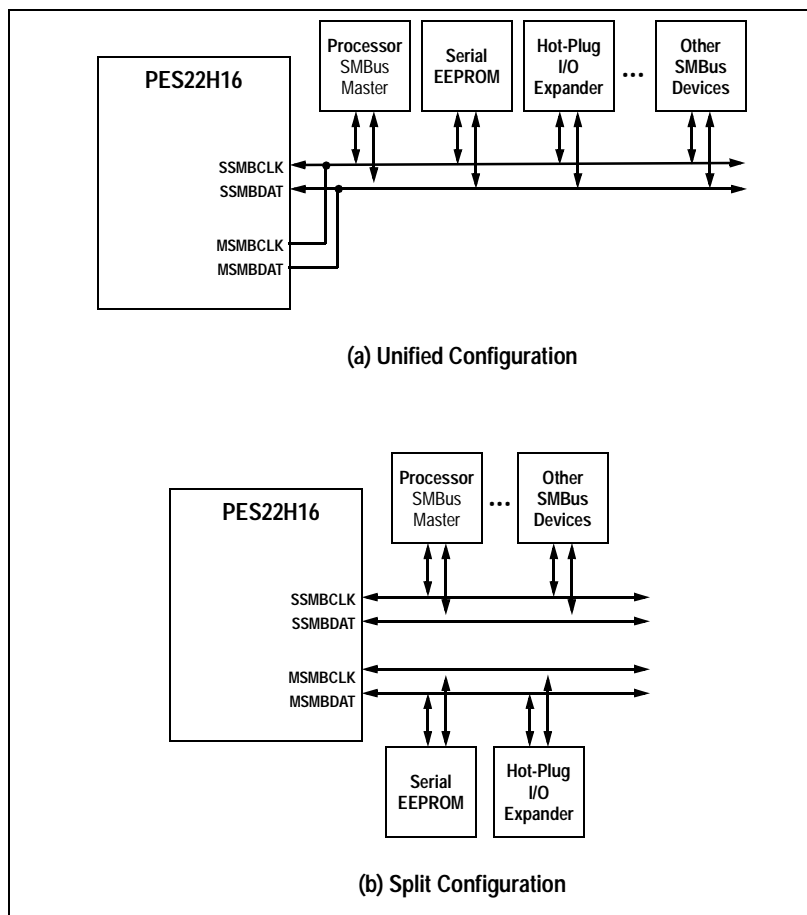 PES22H16
Processor
SMBus
Master
Serial
EEPROM
Hot-Plug
I/O
Expander
...
Other
SMBus
Devices
SSMBCLK
SSMBDAT
MSMBCLK
MSMBDAT
(a) Unified Configuration
PES22H16
Processor
SMBus
Master
...
Other
SMBus
Devices
SSMBCLK
SSMBDAT
MSMBCLK
MSMBDAT
Serial
EEPROM
Hot-Plug
I/O
Expander
(b) Split Configuration